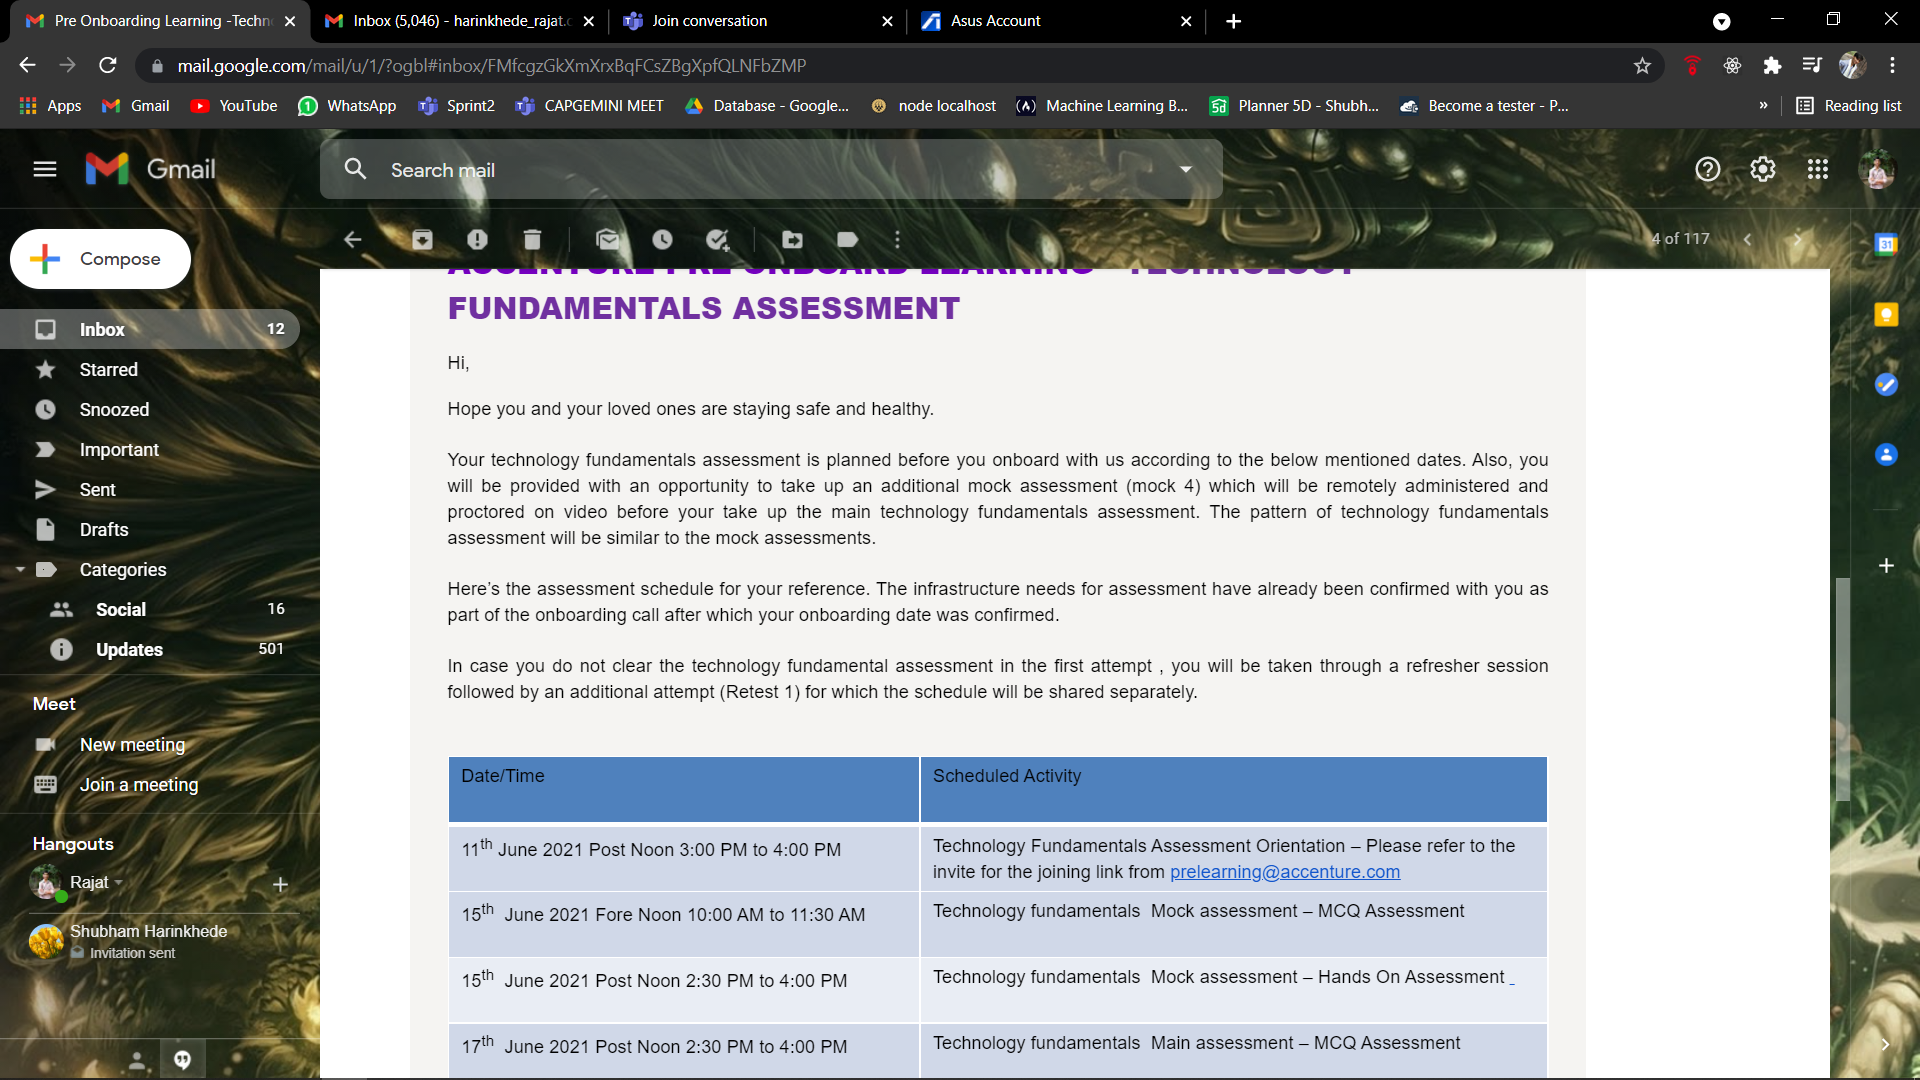 Pre Onboarding Learning -Techn
Inbox (5,046) - harinkhede_rajat.c
Join conversation
Asus Account
mail.google.com/mail/u/1/?ogbl#inbox/FMfcgzGkXmXrxBqFCsZBgXpfQLNFbZMP
Apps
Gmail
YouTube
WhatsApp
Sprint2
CAPGEMINI MEET
Database - Google...
node localhost
Machine Learning B...
Planner 5D - Shubh...
Become a tester - P...
»
Reading list
Gmail
Search mail
Compose
4 of 117
Inbox 12
Starred
Snoozed
Important
Sent
Drafts
Categories
Social 16
Updates 501
Meet
New meeting
Join a meeting
Hangouts
Rajat
Shubham Harinkhede
Invitation sent
31
ACCENTURE PRE ONBOARD LEARNING - TECHNOLOGY
FUNDAMENTALS ASSESSMENT
Hi,
Hope you and your loved ones are staying safe and healthy.
Your technology fundamentals assessment is planned before you onboard with us according to the below mentioned dates. Also, you
will be provided with an opportunity to take up an additional mock assessment (mock 4) which will be remotely administered and
proctored on video before your take up the main technology fundamentals assessment. The pattern of technology fundamentals
assessment will be similar to the mock assessments.
Here’s the assessment schedule for your reference. The infrastructure needs for assessment have already been confirmed with you as
part of the onboarding call after which your onboarding date was confirmed.
In case you do not clear the technology fundamental assessment in the first attempt , you will be taken through a refresher session
followed by an additional attempt (Retest 1) for which the schedule will be shared separately.
Date/Time
Scheduled Activity
11th June 2021 Post Noon 3:00 PM to 4:00 PM
Technology Fundamentals Assessment Orientation – Please refer to the
invite for the joining link from prelearning@accenture.com
15th June 2021 Fore Noon 10:00 AM to 11:30 AM
Technology fundamentals Mock assessment – MCQ Assessment
15th June 2021 Post Noon 2:30 PM to 4:00 PM
Technology fundamentals Mock assessment – Hands On Assessment
17th June 2021 Post Noon 2:30 PM to 4:00 PM
Technology fundamentals Main assessment – MCQ Assessment